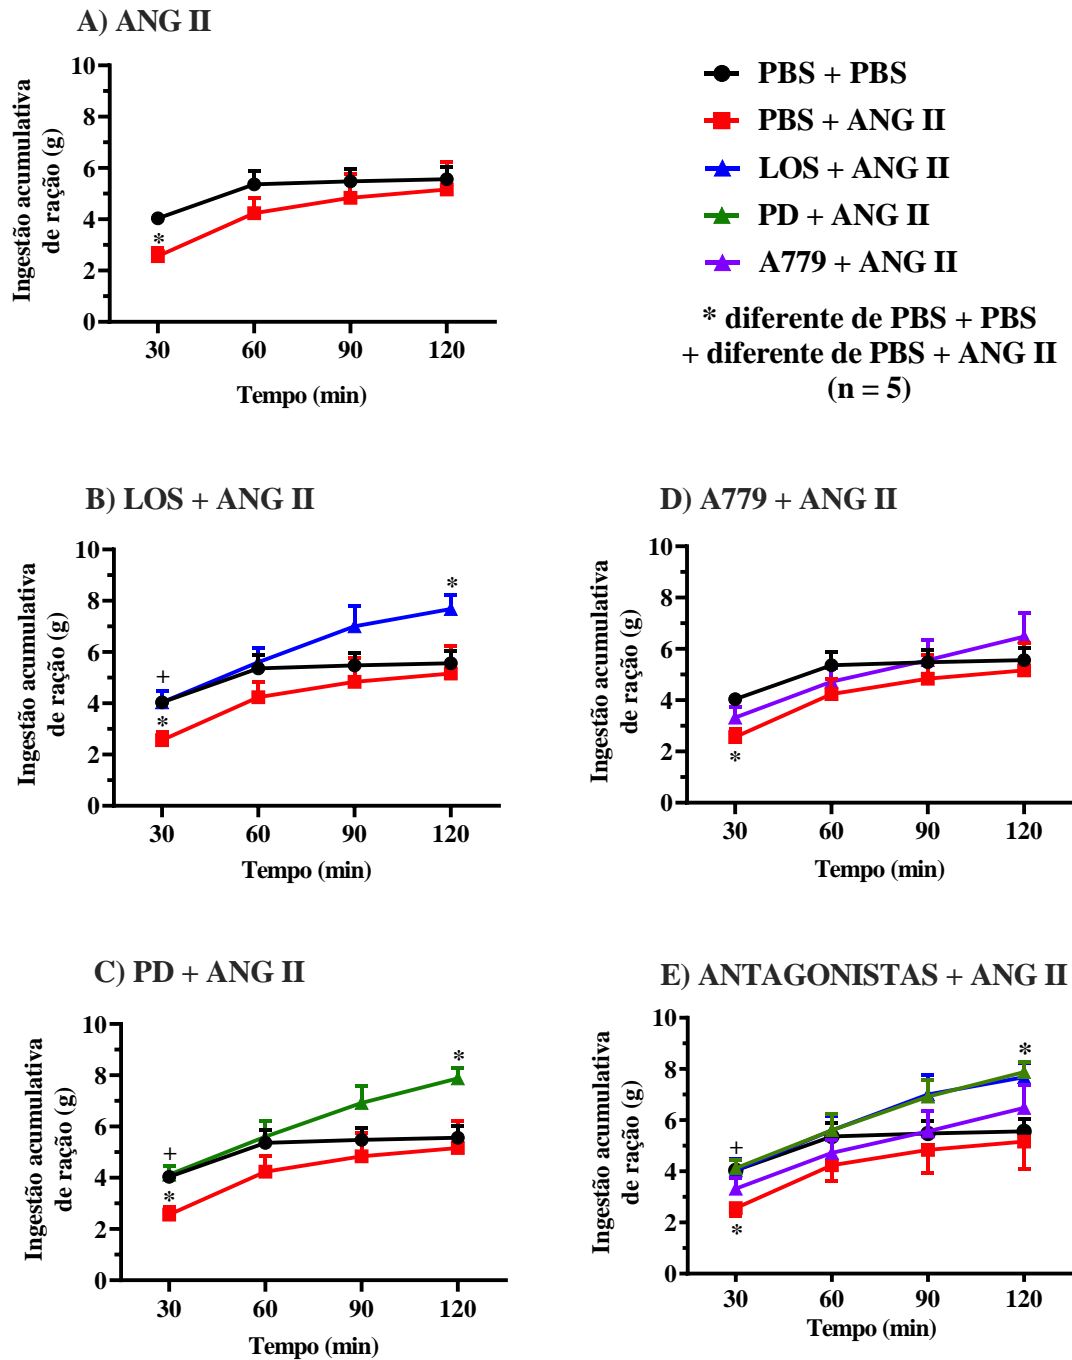 A) ANG II
10
8
6
4
2
0
Ingestão acumulativa
de ração (g)
*
30 60 90 120
Tempo (min)
PBS + PBS
PBS + ANG II
LOS + ANG II
PD + ANG II
A779 + ANG II
* diferente de PBS + PBS
+ diferente de PBS + ANG II
(n = 5)
B) LOS + ANG II
10
8
6
4
2
0
Ingestão acumulativa
de ração (g)
+
*
*
30 60 90 120
Tempo (min)
D) A779 + ANG II
10
8
6
4
2
0
Ingestão acumulativa
de ração (g)
*
30 60 90 120
Tempo (min)
C) PD + ANG II
10
8
6
4
2
0
Ingestão acumulativa
de ração (g)
+
*
*
30 60 90 120
Tempo (min)
E) ANTAGONISTAS + ANG II
10
8
6
4
2
0
Ingestão acumulativa
de ração (g)
+
*
*
30 60 90 120
Tempo (min)